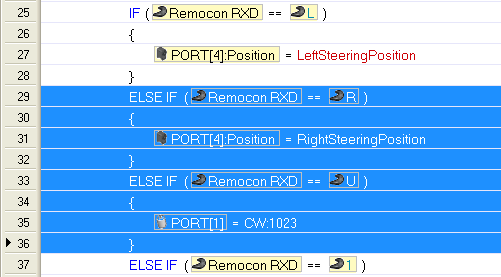 25 IF ( Remocon RXD == L )
26 {
27 PORT[4]:Position = LeftSteeringPosition
28 }
29 ELSE IF ( Remocon RXD == R )
30 {
31 PORT[4]:Position = RightSteeringPosition
32 }
33 ELSE IF ( Remocon RXD == U )
34 {
35 PORT[1] = CW:1023
36 }
37 ELSE IF ( Remocon RXD == 1 )